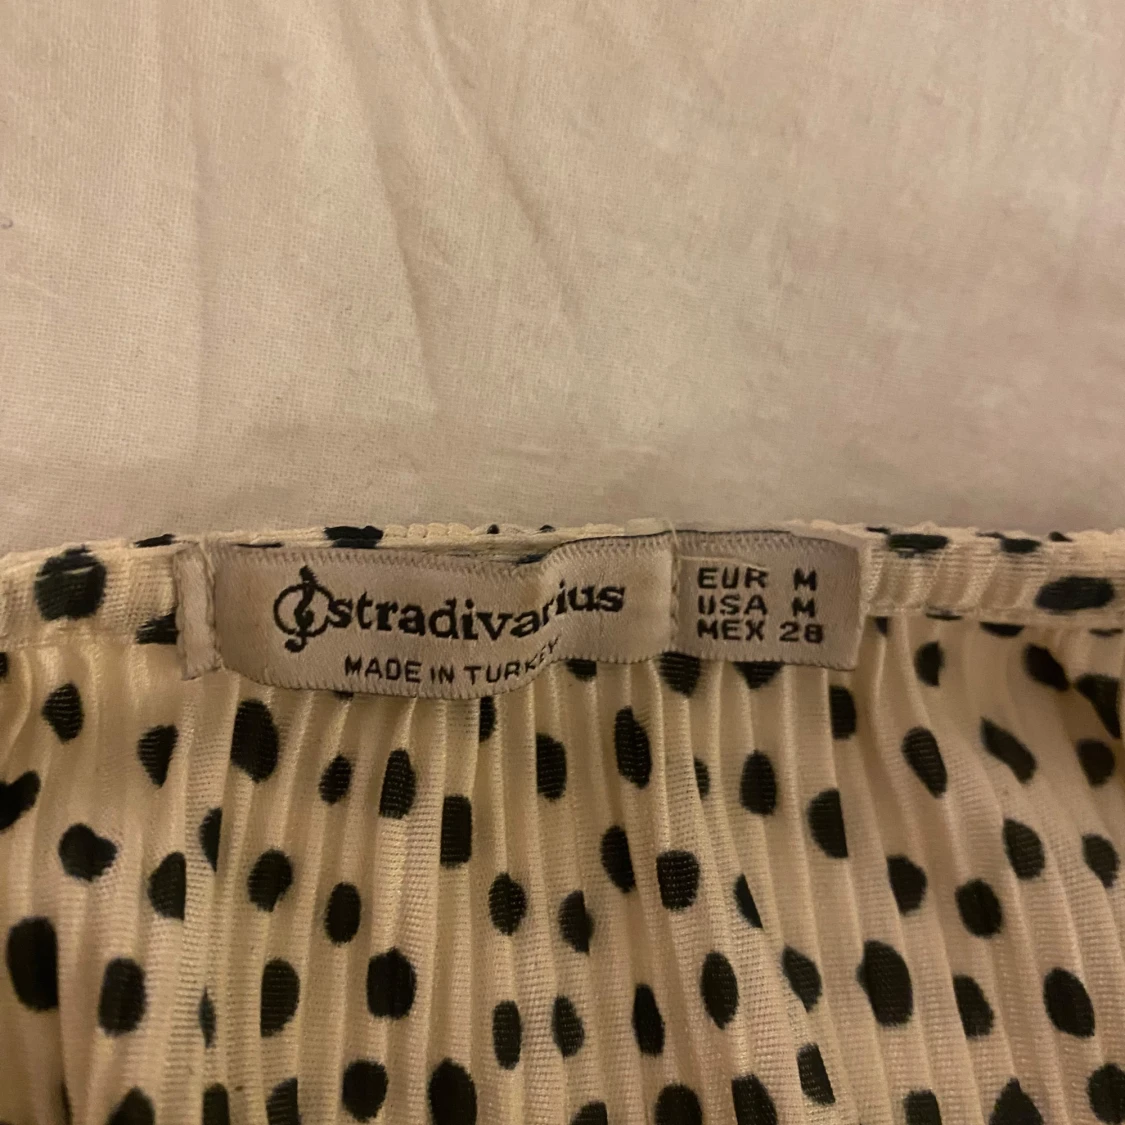 stradivarius
MADE IN TURKEY
EUR M
USA M
MEX 28